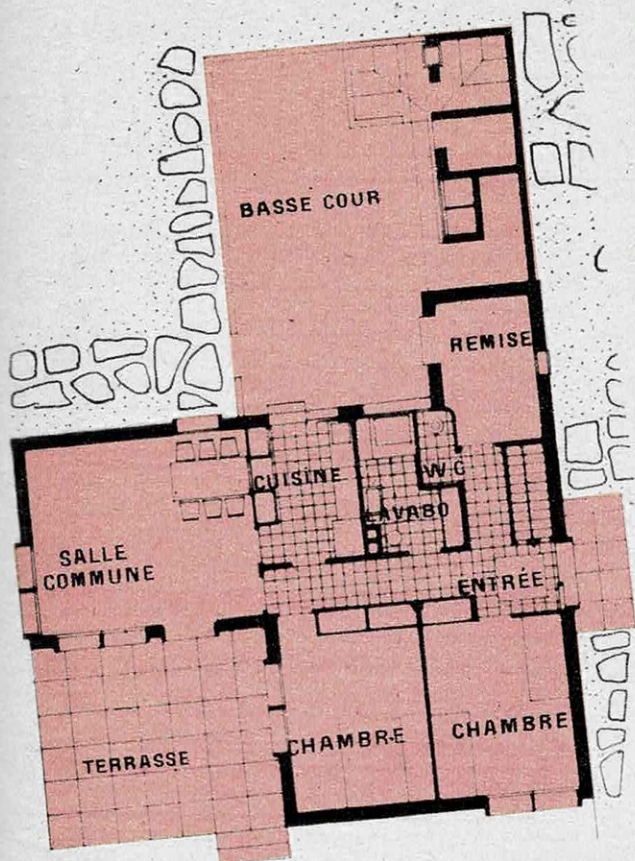 BASSE COUR
REMISE
CUISINE
W C
LAVABO
SALLE
COMMUNE
ENTRÉE
TERRASSE
CHAMBRE
CHAMBRE